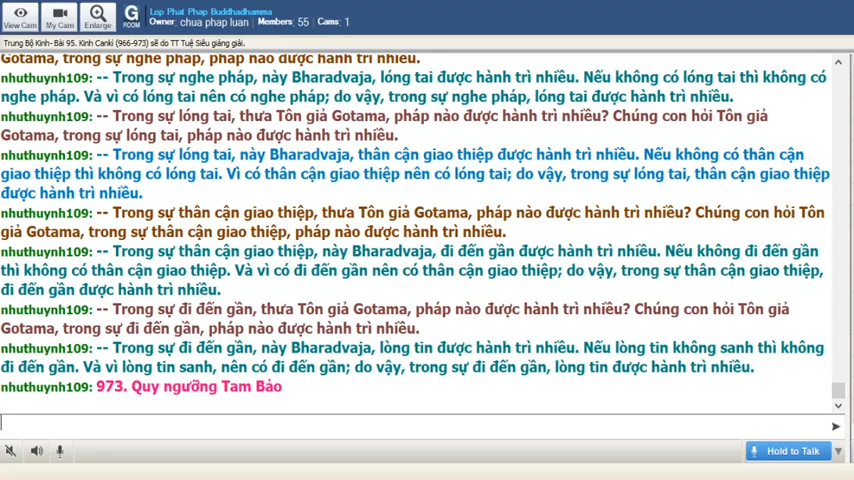 View Cam
My Cam
Enlarge
G
ROOM
Lop Phat Phap Buddhadhamma
Owner: chua phap luan Members: 55 Cams: 1
Trung Bộ Kinh- Bài 95. Kinh Canki (966-973) sẽ do TT Tuệ Siêu giảng giải.
Gotama, trong sự nghe pháp, pháp nào được hành trì nhiều.
nhuthuynh109: -- Trong sự nghe pháp, này Bharadvaja, lóng tai được hành trì nhiều. Nếu không có lóng tai thì không có
nghe pháp. Và vì có lóng tai nên có nghe pháp; do vậy, trong sự nghe pháp, lóng tai được hành trì nhiều.
nhuthuynh109: -- Trong sự lóng tai, thưa Tôn giả Gotama, pháp nào được hành trì nhiều? Chúng con hỏi Tôn giả
Gotama, trong sự lóng tai, pháp nào được hành trì nhiều.
nhuthuynh109: -- Trong sự lóng tai, này Bharadvaja, thân cận giao thiệp được hành trì nhiều. Nếu không có thân cận
giao thiệp thì không có lóng tai. Vì có thân cận giao thiệp nên có lóng tai; do vậy, trong sự lóng tai, thân cận giao thiệp
được hành trì nhiều.
nhuthuynh109: -- Trong sự thân cận giao thiệp, thưa Tôn giả Gotama, pháp nào được hành trì nhiều? Chúng con hỏi Tôn
giả Gotama, trong sự thân cận giao thiệp, pháp nào được hành trì nhiều.
nhuthuynh109: -- Trong sự thân cận giao thiệp, này Bharadvaja, đi đến gần được hành trì nhiều. Nếu không đi đến gần
thì không có thân cận giao thiệp. Và vì có đi đến gần nên có thân cận giao thiệp; do vậy, trong sự thân cận giao thiệp,
đi đến gần được hành trì nhiều.
nhuthuynh109: -- Trong sự đi đến gần, thưa Tôn giả Gotama, pháp nào được hành trì nhiều? Chúng con hỏi Tôn giả
Gotama, trong sự đi đến gần, pháp nào được hành trì nhiều.
nhuthuynh109: -- Trong sự đi đến gần, này Bharadvaja, lòng tin được hành trì nhiều. Nếu lòng tin không sanh thì không
đi đến gần. Và vì lòng tin sanh, nên có đi đến gần; do vậy, trong sự đi đến gần, lòng tin được hành trì nhiều.
nhuthuynh109: 973. Quy ngưỡng Tam Bảo
Hold to Talk